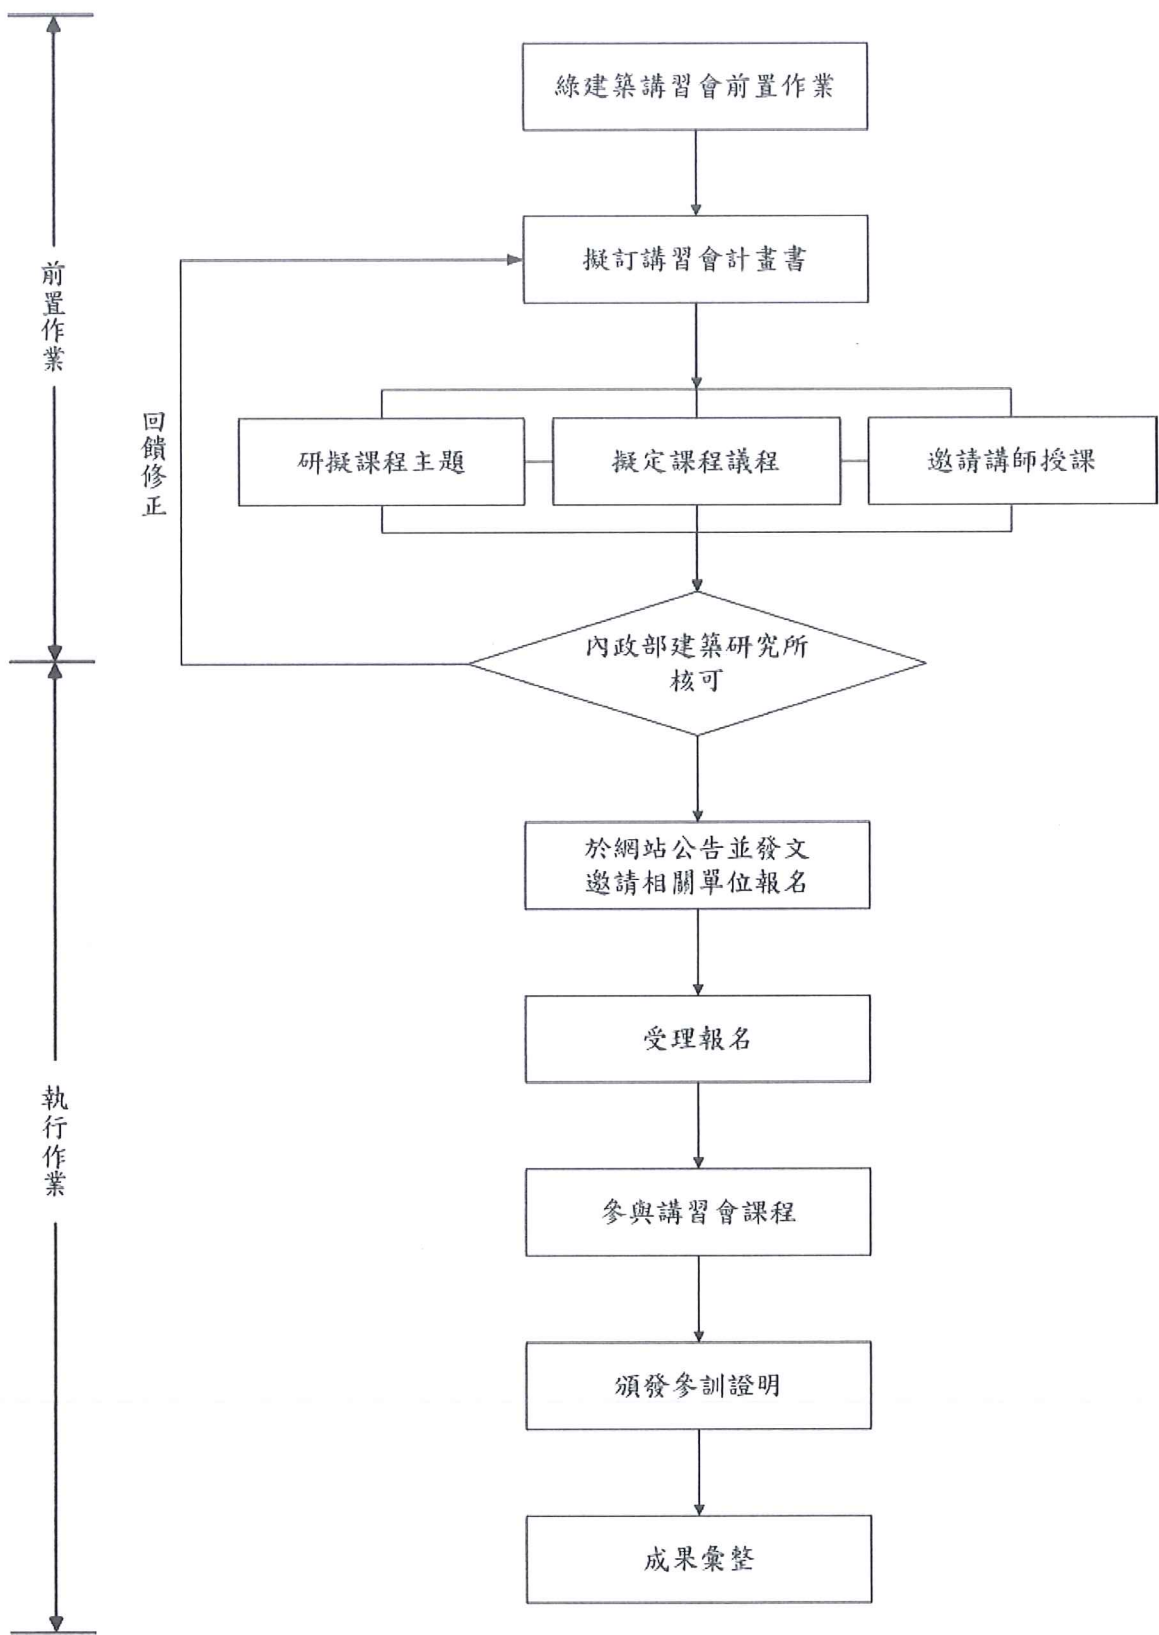 綠建築講習會前置作業
擬訂講習會計畫書
前置作業
回饋修正
研擬課程主題
擬定課程議程
邀請講師授課
內政部建築研究所
核可
於網站公告並發文
邀請相關單位報名
受理報名
執行作業
參與講習會課程
頒發參訓證明
成果彙整